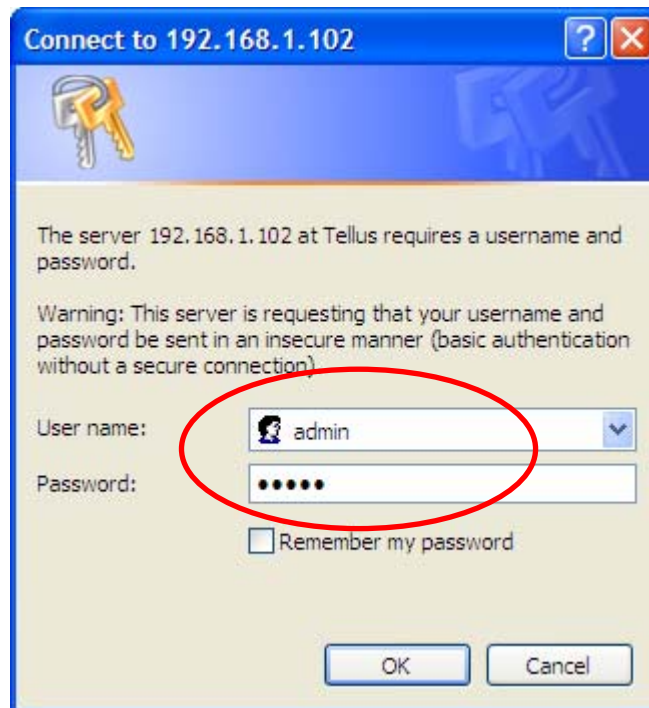 Connect to 192.168.1.102
The server 192.168.1.102 at Tellus requires a username and
password.
Warning: This server is requesting that your username and
password be sent in an insecure manner (basic authentication
without a secure connection).
User name:
admin
Password:
•••••
Remember my password
OK
Cancel